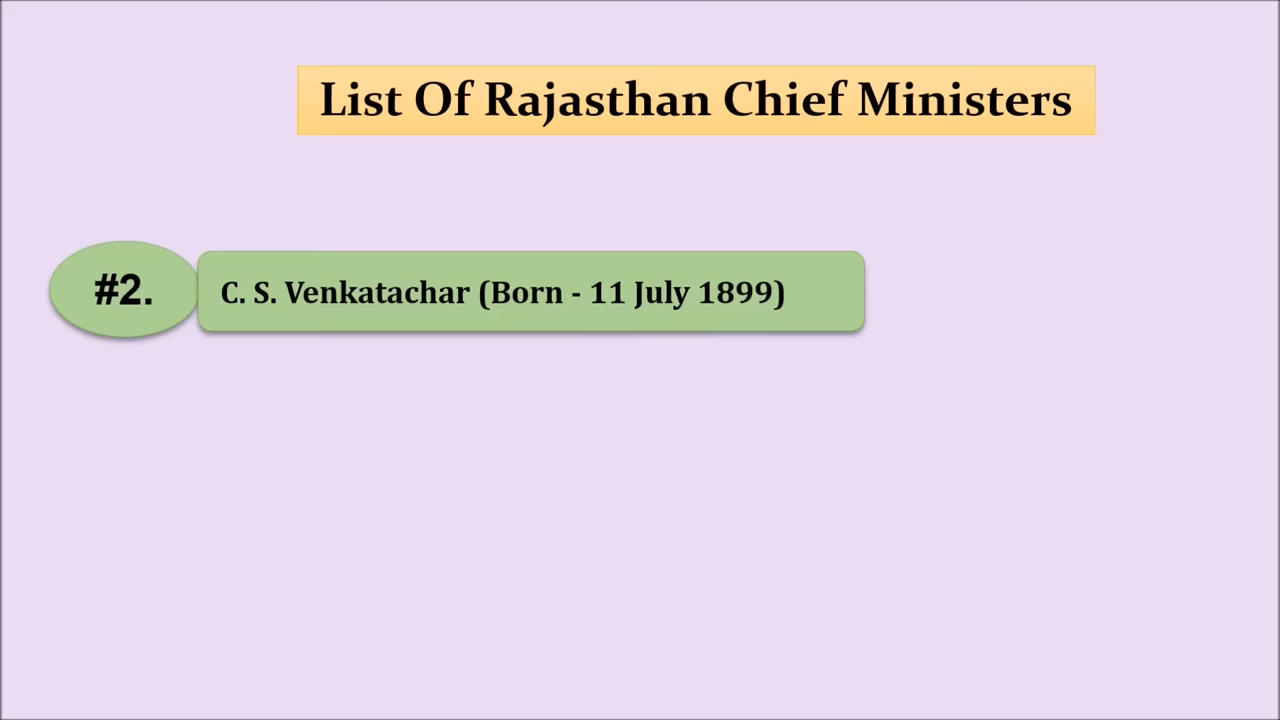 List Of Rajasthan Chief Ministers
#2.
C. S. Venkatachar (Born - 11 July 1899)